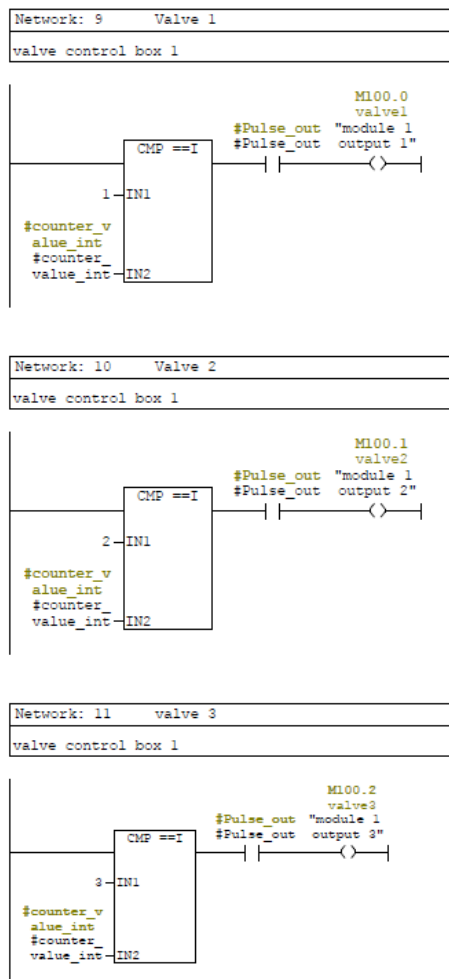 Network: 9 Valve 1
valve control box 1
M100.0
valve1
#Pulse_out "module 1
#Pulse_out output 1"
CMP ==I
1 IN1
#counter_v
alue_int
#counter_
value_int IN2
Network: 10 Valve 2
valve control box 1
M100.1
valve2
#Pulse_out "module 1
#Pulse_out output 2"
CMP ==I
2 IN1
#counter_v
alue_int
#counter_
value_int IN2
Network: 11 valve 3
valve control box 1
M100.2
valve3
#Pulse_out "module 1
#Pulse_out output 3"
CMP ==I
3 IN1
#counter_v
alue_int
#counter_
value_int IN2